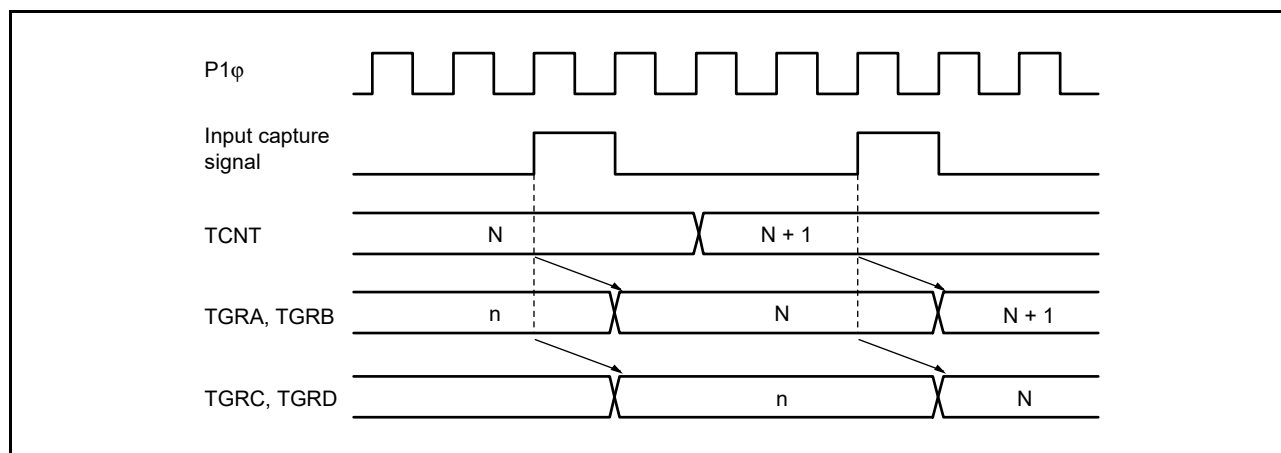 P1φ
Input capture
signal
TCNT
N
N + 1
TGRA, TGRB
n
N
N + 1
TGRC, TGRD
n
N